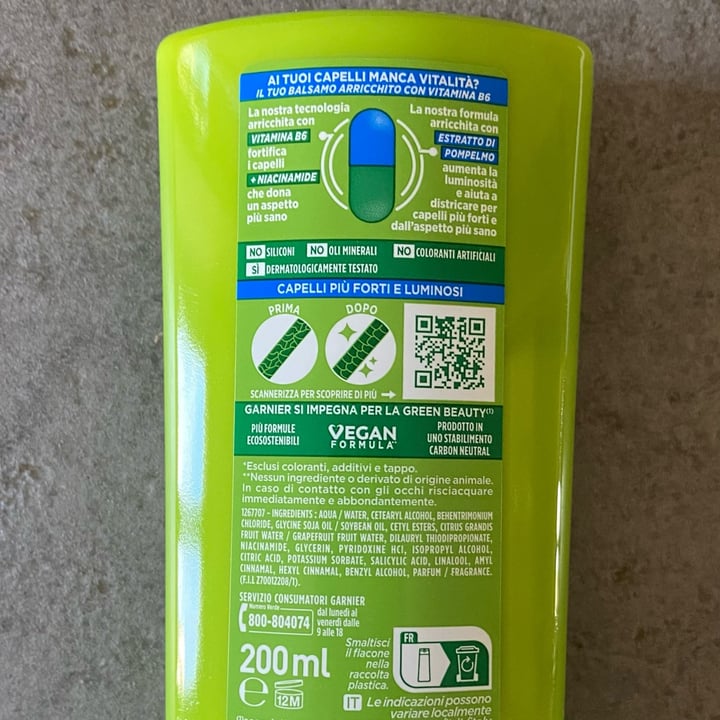 AI TUOI CAPELLI MANCA VITALITÀ?
IL TUO BALSAMO ARRICCHITO CON VITAMINA B6
La nostra tecnologia
arricchita con
VITAMINA B6
fortifica
i capelli
+ NIACINAMIDE
che dona
un aspetto
più sano
La nostra formula
arricchita con
ESTRATTO DI
POMPELMO
aumenta la
luminosità
e aiuta a
districare per
capelli più forti e
dall'aspetto più sano
NO SILICONI NO OLI MINERALI NO COLORANTI ARTIFICIALI
SÌ DERMATOLOGICAMENTE TESTATO
CAPELLI PIÙ FORTI E LUMINOSI
PRIMA DOPO
SCANNERIZZA PER SCOPRIRE DI PIÙ
GARNIER SI IMPEGNA PER LA GREEN BEAUTY(1)
PIÙ FORMULE
ECOSOSTENIBILI
VEGAN
FORMULA**
PRODOTTO IN
UNO STABILIMENTO
CARBON NEUTRAL
*Esclusi coloranti, additivi e tappo.
**Nessun ingrediente o derivato di origine animale.
In caso di contatto con gli occhi risciacquare
immediatamente e abbondantemente.
1267707 - INGREDIENTS : AQUA / WATER, CETEARYL ALCOHOL, BEHENTRIMONIUM
CHLORIDE, GLYCINE SOJA OIL / SOYBEAN OIL, CETYL ESTERS, CITRUS GRANDIS
FRUIT WATER / GRAPEFRUIT FRUIT WATER, DILAURYL THIODIPROPIONATE,
NIACINAMIDE, GLYCERIN, PYRIDOXINE HCI, ISOPROPYL ALCOHOL,
CITRIC ACID, POTASSIUM SORBATE, SALICYLIC ACID, LINALOOL, AMYL
CINNAMAL, HEXYL CINNAMAL, BENZYL ALCOHOL, PARFUM / FRAGRANCE.
(F.I.L Z70012208/1).
SERVIZIO CONSUMATORI GARNIER
Numero Verde
800-804074
dal lunedì al
venerdì dalle
9 alle 18
200 ml
e 12M
Smaltisci
il flacone
nella
raccolta
plastica.
FR
IT Le indicazioni possono
variare localmente